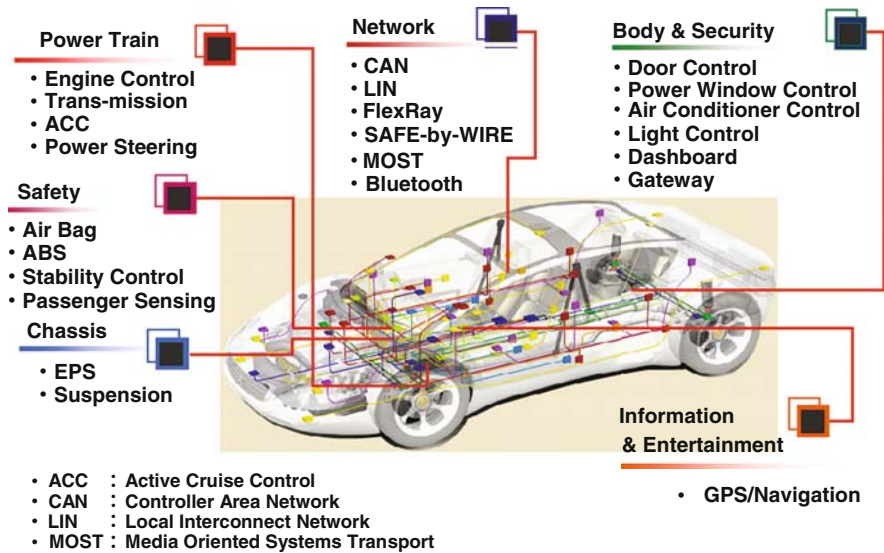 Power Train
• Engine Control
• Trans-mission
• ACC
• Power Steering
Network
• CAN
• LIN
• FlexRay
• SAFE-by-WIRE
• MOST
• Bluetooth
Body & Security
• Door Control
• Power Window Control
• Air Conditioner Control
• Light Control
• Dashboard
• Gateway
Safety
• Air Bag
• ABS
• Stability Control
• Passenger Sensing
Chassis
• EPS
• Suspension
Information
& Entertainment
• GPS/Navigation
• ACC : Active Cruise Control
• CAN : Controller Area Network
• LIN : Local Interconnect Network
• MOST : Media Oriented Systems Transport